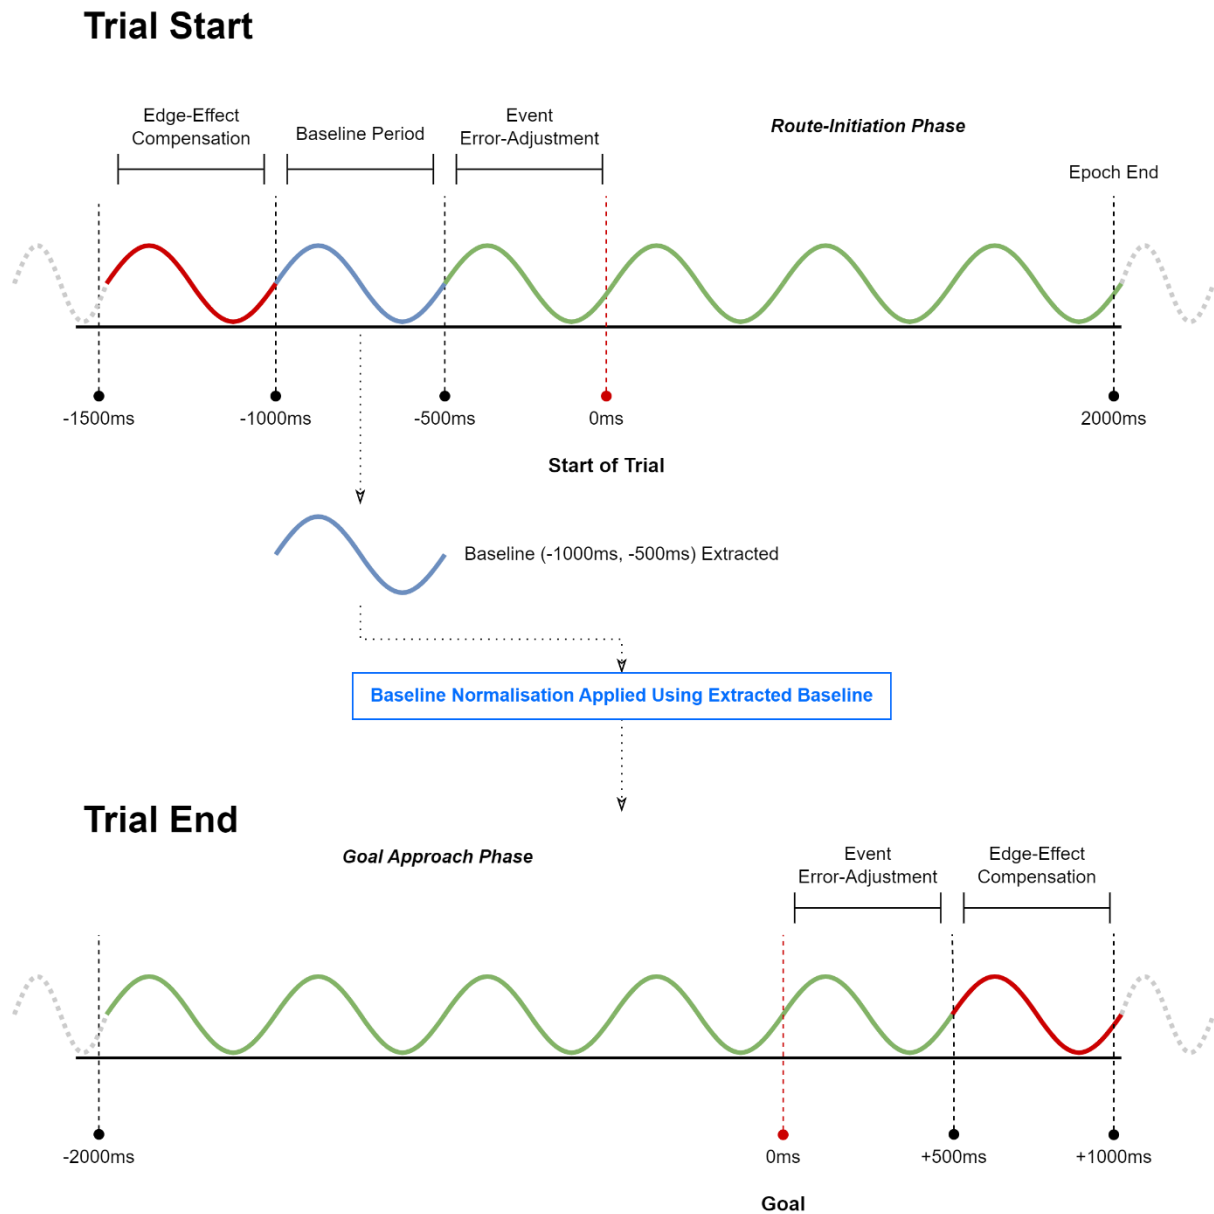 Trial Start
Edge-Effect
Compensation
Baseline Period
Event
Error-Adjustment
Route-Initiation Phase
Epoch End
-1500ms
-1000ms
-500ms
0ms
2000ms
Start of Trial
Baseline (-1000ms, -500ms) Extracted
Baseline Normalisation Applied Using Extracted Baseline
Trial End
Goal Approach Phase
Event
Error-Adjustment
Edge-Effect
Compensation
-2000ms
0ms
+500ms
+1000ms
Goal